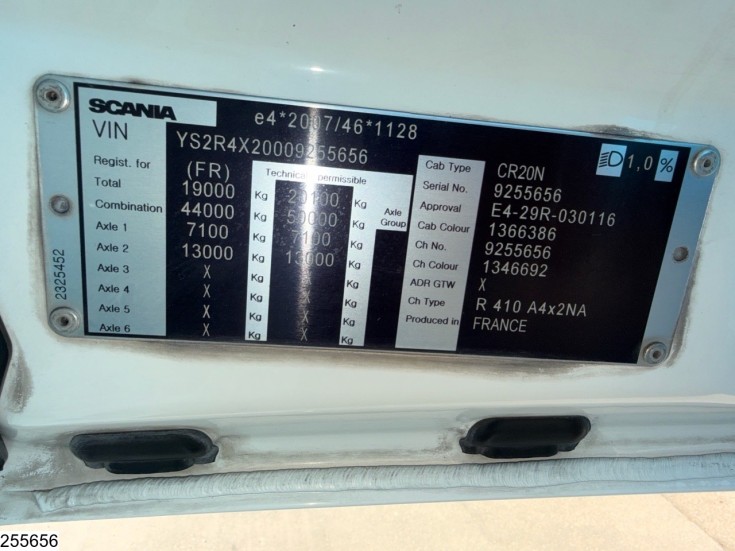 SCANIA e4*2007/46*1128
VIN YS2R4X20009255656
Regist. for (FR) Technical permissible
Total 19000 Kg 20100 Kg
Combination 44000 Kg 50000 Kg Axle Group
Axle 1 7100 Kg 7100 Kg
Axle 2 13000 Kg 13000 Kg
Axle 3 X Kg X Kg
Axle 4 X Kg X Kg
Axle 5 X Kg X Kg
Axle 6 X Kg X Kg
2325452
1,0 %
Cab Type CR20N
Serial No. 9255656
Approval E4-29R-030116
Cab Colour 1366386
Ch No. 9255656
Ch Colour 1346692
ADR GTW X
Ch Type R 410 A4x2NA
Produced in FRANCE
255656